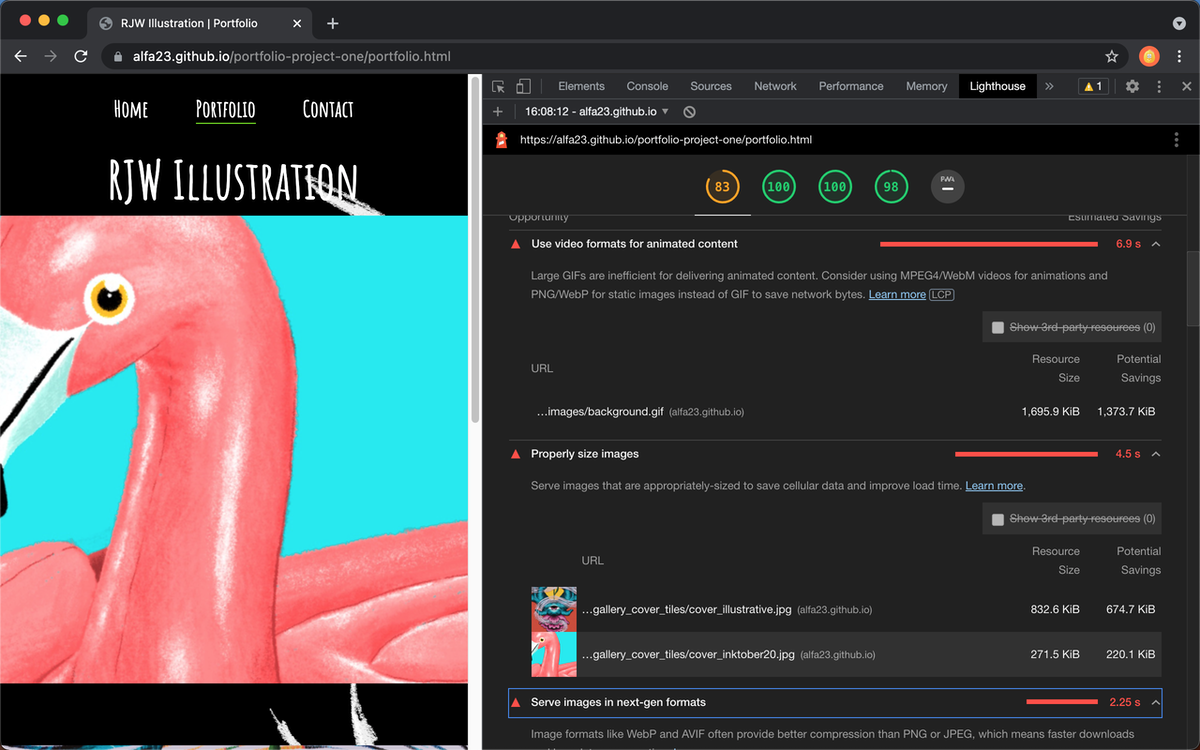 RJW Illustration | Portfolio
alfa23.github.io/portfolio-project-one/portfolio.html
Home Portfolio Contact
RJW Illustration
Elements Console Sources Network Performance Memory Lighthouse 1
16:08:12 - alfa23.github.io
https://alfa23.github.io/portfolio-project-one/portfolio.html
83 100 100 98 PWA
Opportunity Estimated Savings
Use video formats for animated content 6.9 s
Large GIFs are inefficient for delivering animated content. Consider using MPEG4/WebM videos for animations and
PNG/WebP for static images instead of GIF to save network bytes. Learn more LCP
Show 3rd-party resources (0)
URL Resource Size Potential Savings
…images/background.gif (alfa23.github.io) 1,695.9 KiB 1,373.7 KiB
Properly size images 4.5 s
Serve images that are appropriately-sized to save cellular data and improve load time. Learn more.
Show 3rd-party resources (0)
URL Resource Size Potential Savings
…gallery_cover_tiles/cover_illustrative.jpg (alfa23.github.io) 832.6 KiB 674.7 KiB
…gallery_cover_tiles/cover_inktober20.jpg (alfa23.github.io) 271.5 KiB 220.1 KiB
Serve images in next-gen formats 2.25 s
Image formats like WebP and AVIF often provide better compression than PNG or JPEG, which means faster downloads